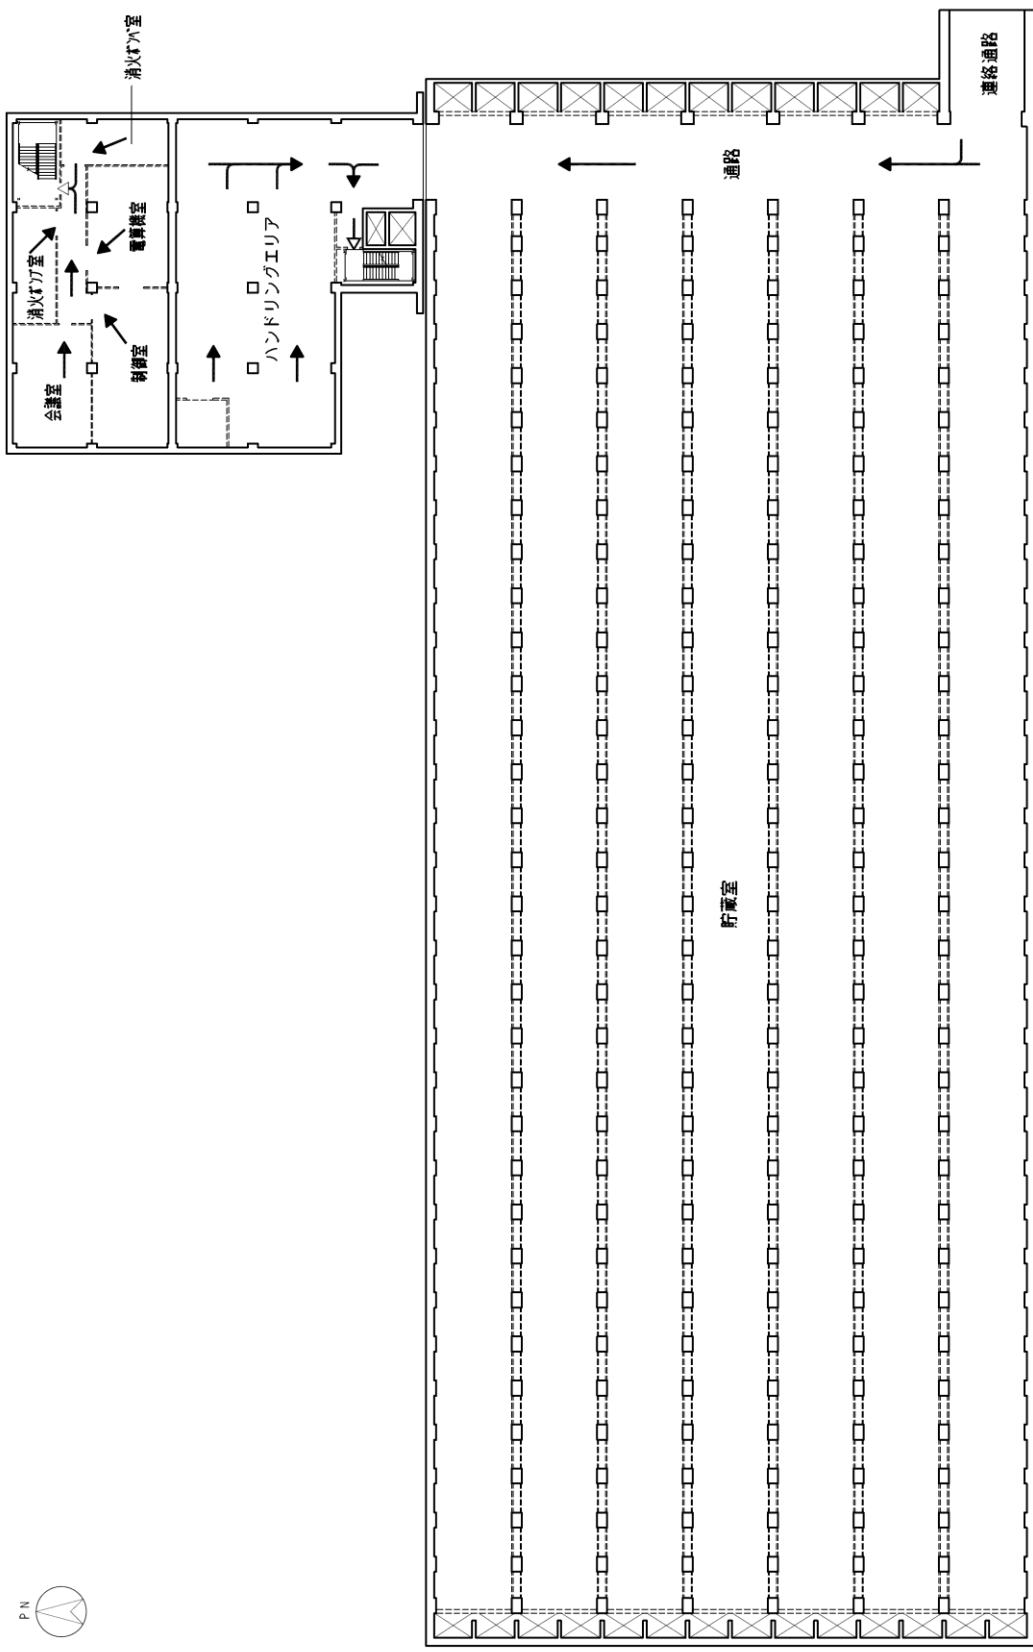 消火ボンベ室
連絡通路
通路
電算機室
消火ポンプ室
ハンドリングエリア
制御室
会議室
貯蔵室
PN